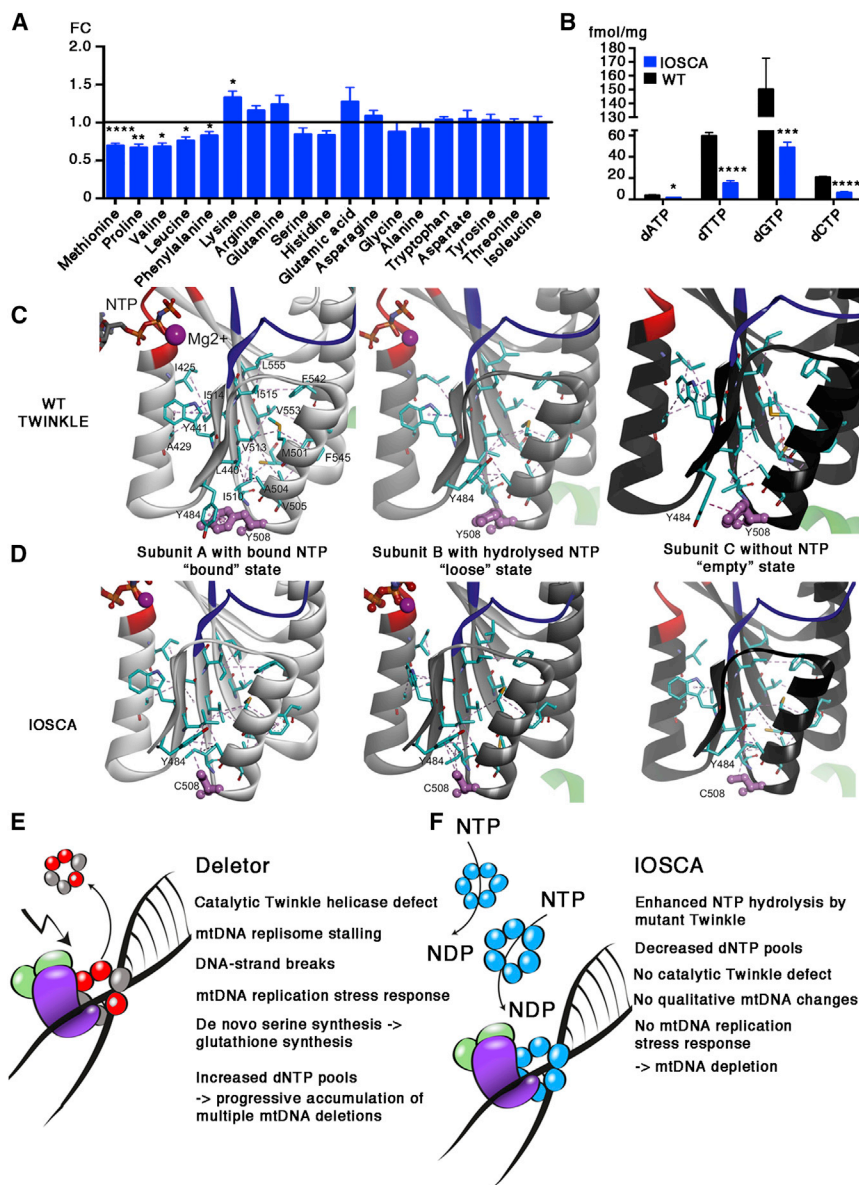 A
FC
2.0
1.5
1.0
0.5
0
****
**
*
*
*
*
Methionine
Proline
Valine
Leucine
Phenylalanine
Lysine
Arginine
Glutamine
Serine
Histidine
Glutamic acid
Asparagine
Glycine
Alanine
Tryptophan
Aspartate
Tyrosine
Threonine
Isoleucine
B
fmol/mg
180
170
160
150
140
130
60
40
20
0
IOSCA
WT
*
****
***
****
dATP
dTTP
dGTP
dCTP
C
WT
TWINKLE
NTP
Mg2+
I425
L555
I514
I515
F542
Y441
V553
A429
V513
M501
L440
F545
I510
A504
V505
Y484
Y508
Y484
Y508
Y484
Y508
Subunit A with bound NTP
“bound” state
Subunit B with hydrolysed NTP
“loose” state
Subunit C without NTP
“empty” state
D
IOSCA
Y484
C508
Y484
C508
Y484
C508
E
Deletor
Catalytic Twinkle helicase defect
mtDNA replisome stalling
DNA-strand breaks
mtDNA replication stress response
De novo serine synthesis ->
glutathione synthesis
Increased dNTP pools
-> progressive accumulation of
multiple mtDNA deletions
F
NTP
NTP
NDP
NDP
IOSCA
Enhanced NTP hydrolysis by
mutant Twinkle
Decreased dNTP pools
No catalytic Twinkle defect
No qualitative mtDNA changes
No mtDNA replication
stress response
-> mtDNA depletion